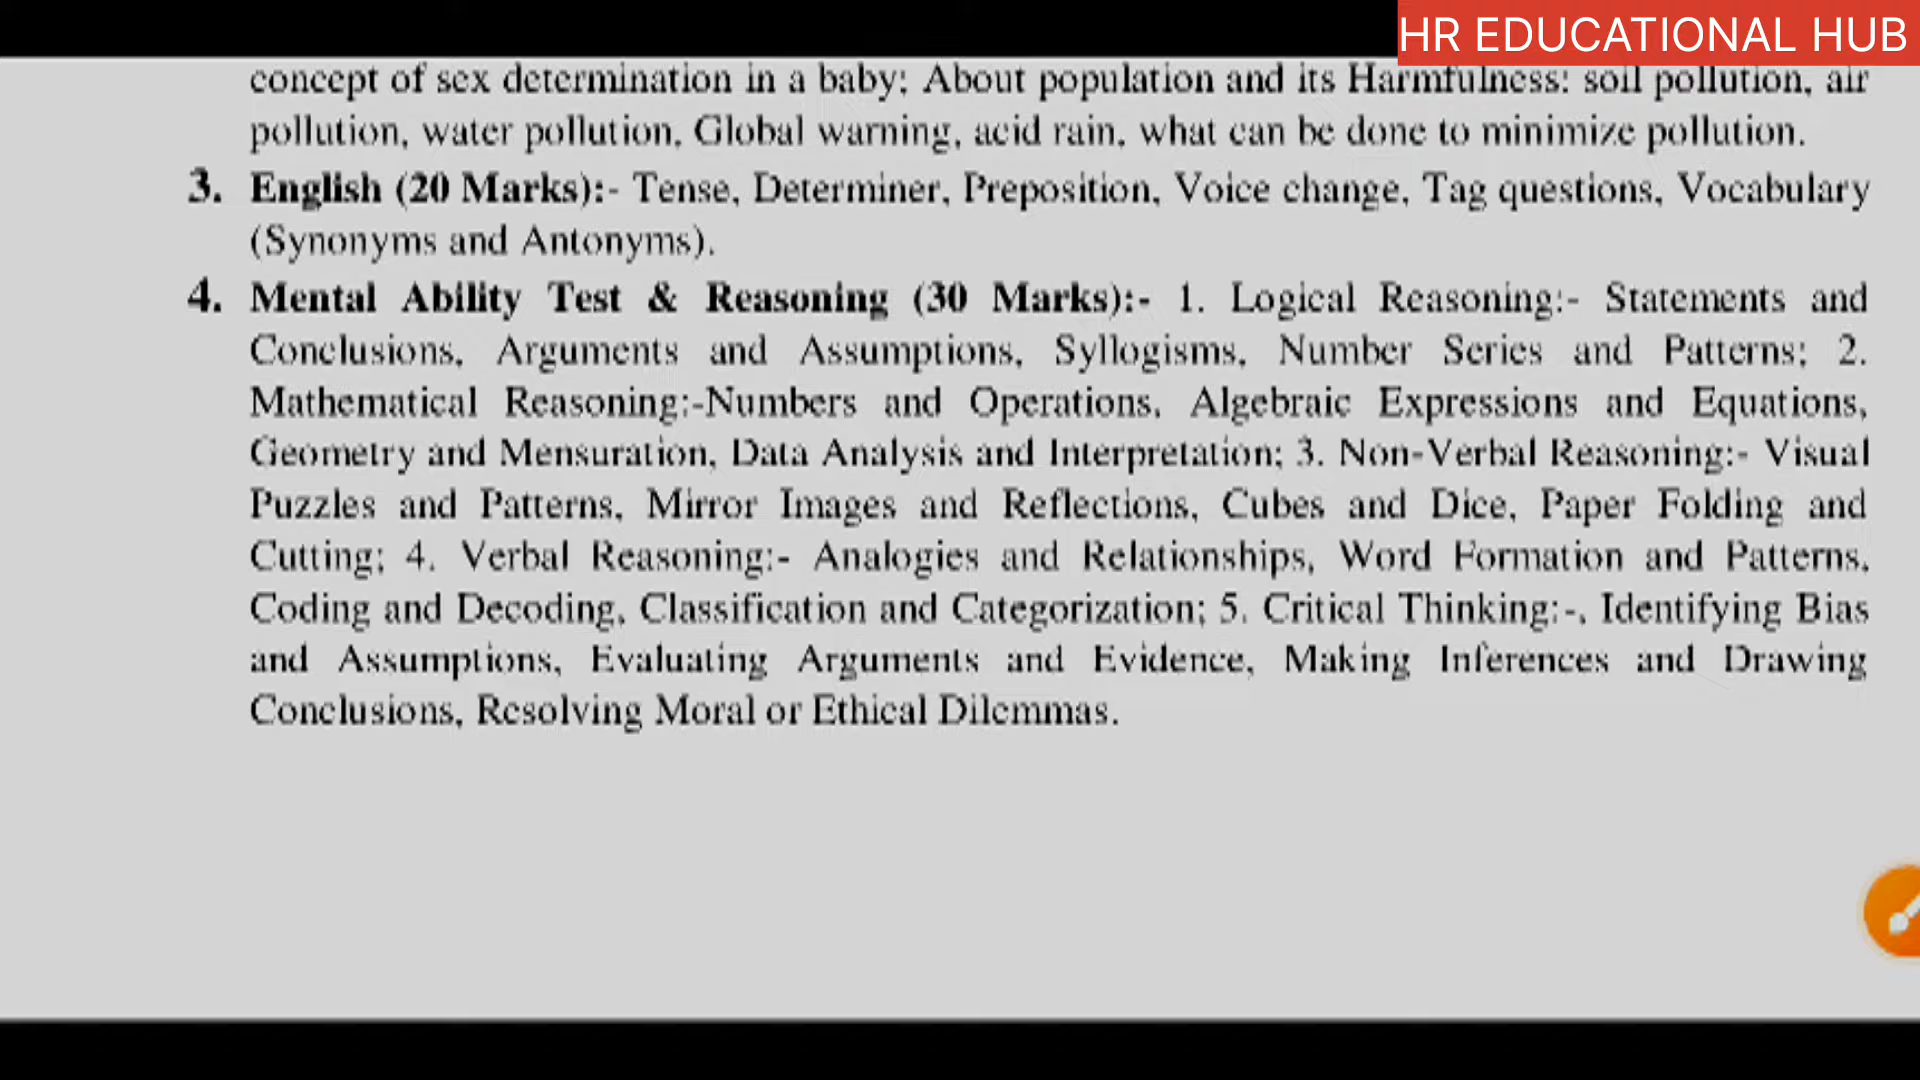 HR EDUCATIONAL HUB
concept of sex determination in a baby; About population and its Harmfulness: soil pollution, air
pollution, water pollution, Global warning, acid rain, what can be done to minimize pollution.
3. English (20 Marks):- Tense, Determiner, Preposition, Voice change, Tag questions, Vocabulary
(Synonyms and Antonyms).
4. Mental Ability Test & Reasoning (30 Marks):- 1. Logical Reasoning:- Statements and
Conclusions, Arguments and Assumptions, Syllogisms, Number Series and Patterns; 2.
Mathematical Reasoning:-Numbers and Operations, Algebraic Expressions and Equations,
Geometry and Mensuration, Data Analysis and Interpretation; 3. Non-Verbal Reasoning:- Visual
Puzzles and Patterns, Mirror Images and Reflections, Cubes and Dice, Paper Folding and
Cutting; 4. Verbal Reasoning:- Analogies and Relationships, Word Formation and Patterns,
Coding and Decoding, Classification and Categorization; 5. Critical Thinking:-, Identifying Bias
and Assumptions, Evaluating Arguments and Evidence, Making Inferences and Drawing
Conclusions, Resolving Moral or Ethical Dilemmas.